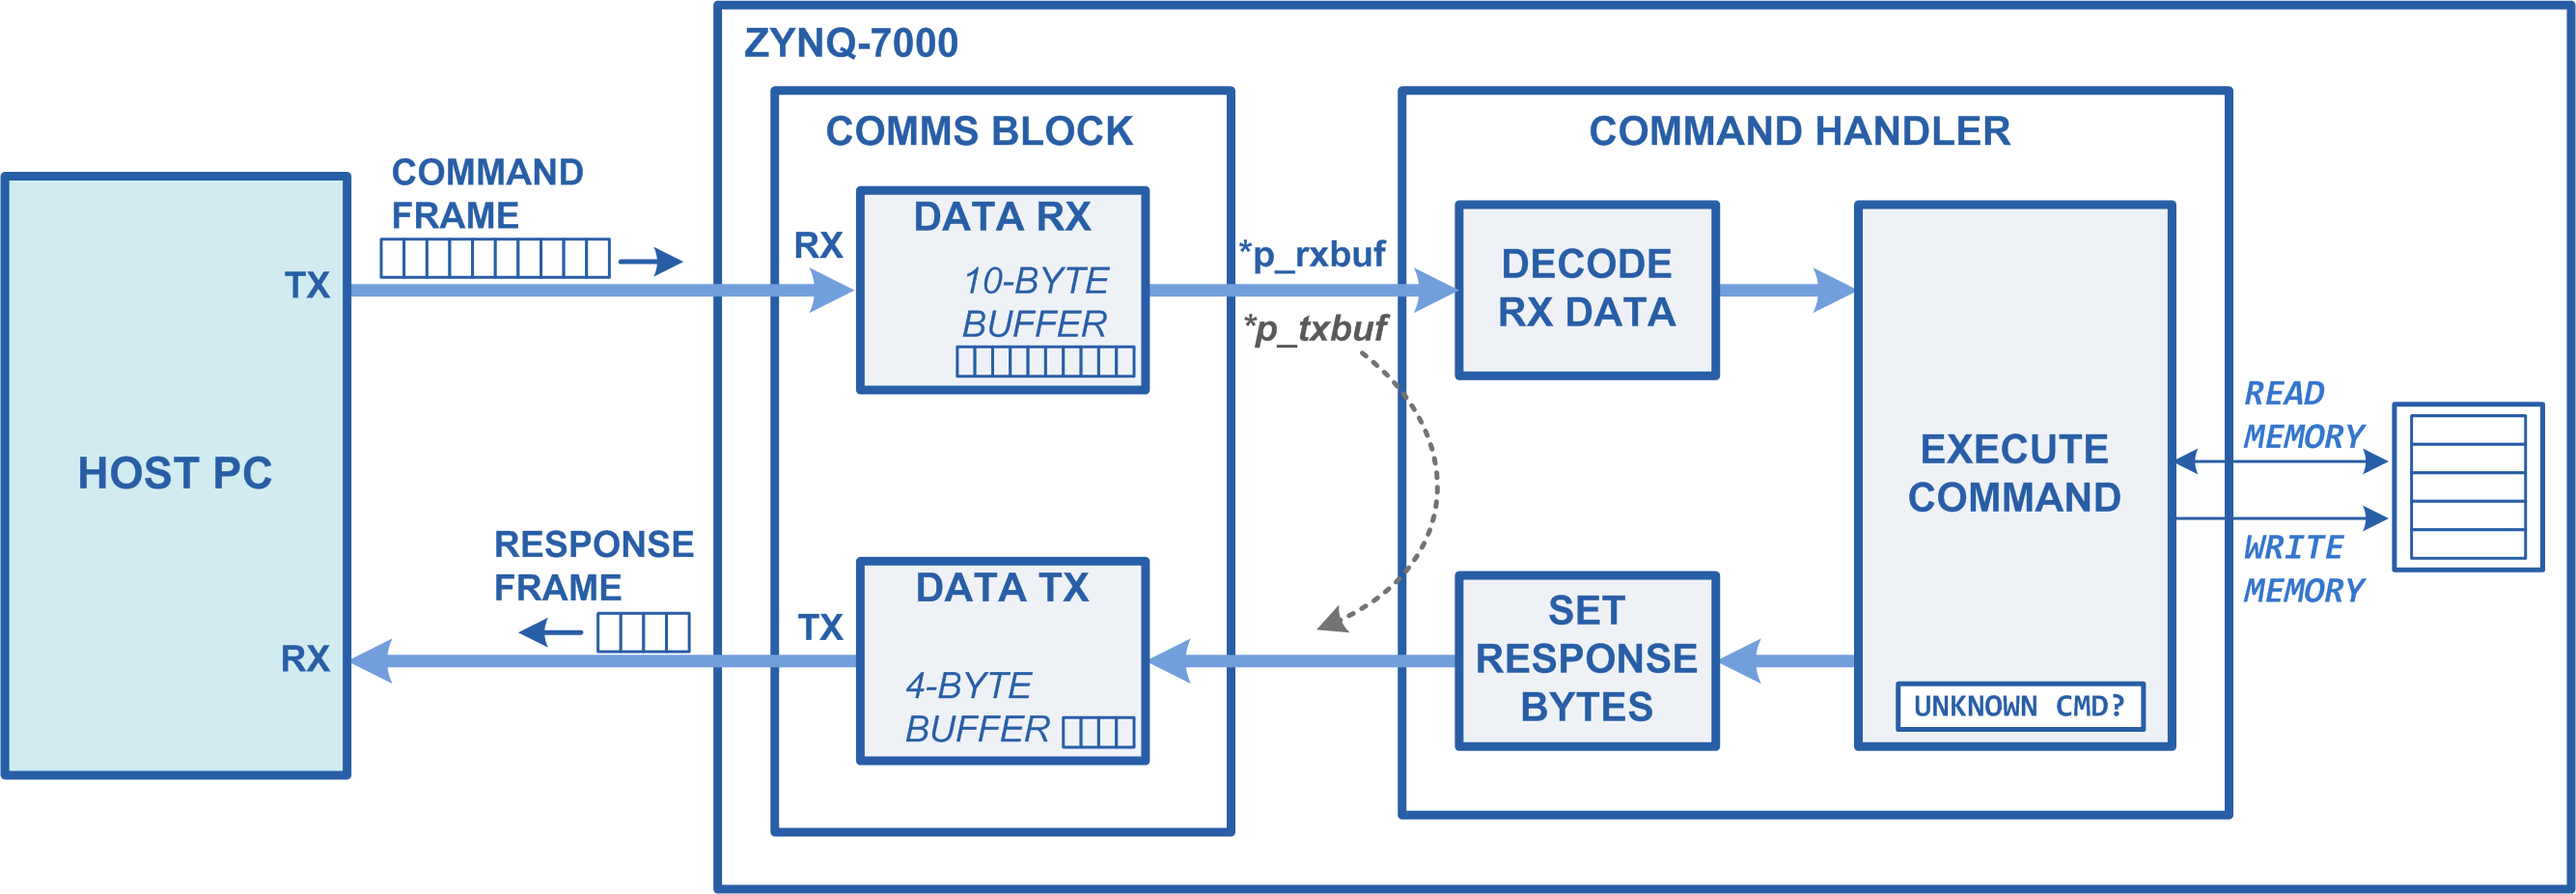 ZYNQ-7000
COMMS BLOCK
COMMAND HANDLER
COMMAND
FRAME
TX
HOST PC
RX
RESPONSE
FRAME
RX
DATA RX
10-BYTE
BUFFER
*p_rxbuf
*p_txbuf
DECODE
RX DATA
EXECUTE
COMMAND
UNKNOWN CMD?
READ
MEMORY
WRITE
MEMORY
SET
RESPONSE
BYTES
TX
DATA TX
4-BYTE
BUFFER